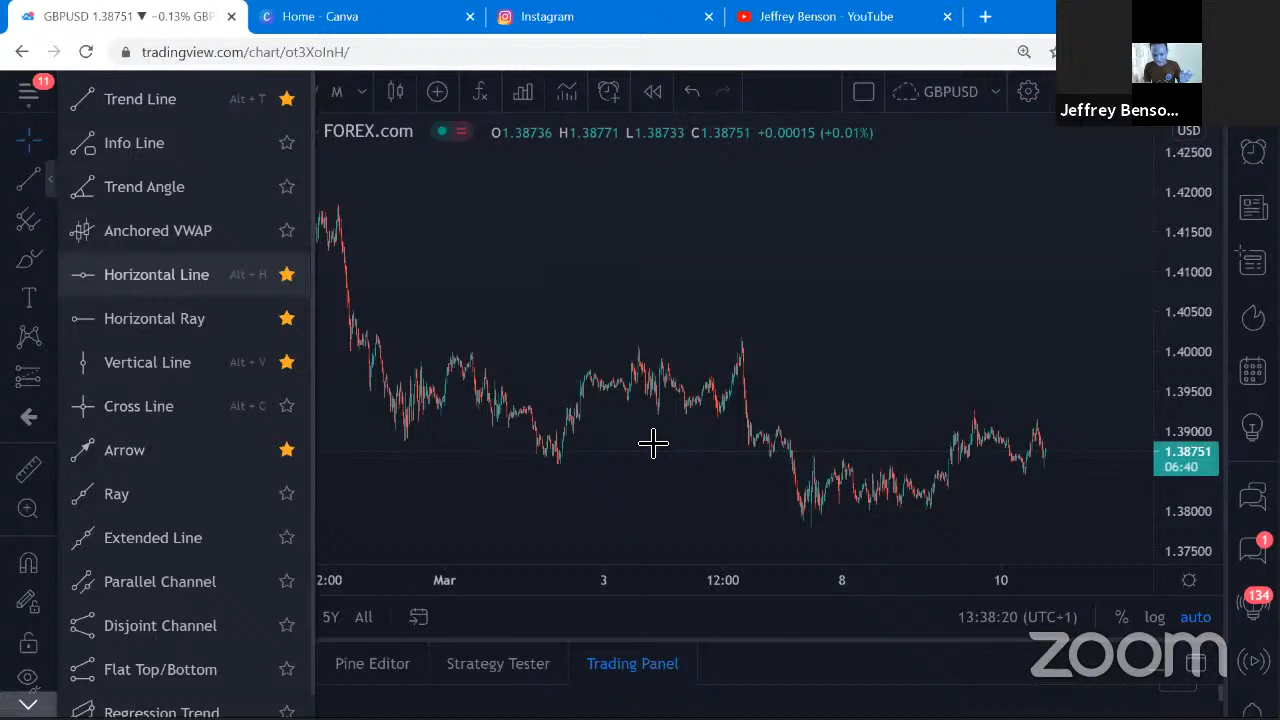 GBPUSD 1.38751 ▼ −0.13% GBP
Home - Canva
Instagram
Jeffrey Benson - YouTube
tradingview.com/chart/ot3XoInH/
Jeffrey Benso...
11
M
GBPUSD
Trend Line Alt + T
Info Line
Trend Angle
Anchored VWAP
Horizontal Line Alt + H
Horizontal Ray
Vertical Line Alt + V
Cross Line Alt + C
Arrow
Ray
Extended Line
Parallel Channel
Disjoint Channel
Flat Top/Bottom
Regression Trend
FOREX.com
O1.38736 H1.38771 L1.38733 C1.38751 +0.00015 (+0.01%)
USD
1.42500
1.42000
1.41500
1.41000
1.40500
1.40000
1.39500
1.39000
1.38751
06:40
1.38000
1.37500
2:00 Mar 3 12:00 8 10
5Y All
13:38:20 (UTC+1) % log auto
Pine Editor Strategy Tester Trading Panel
1
134
zoom